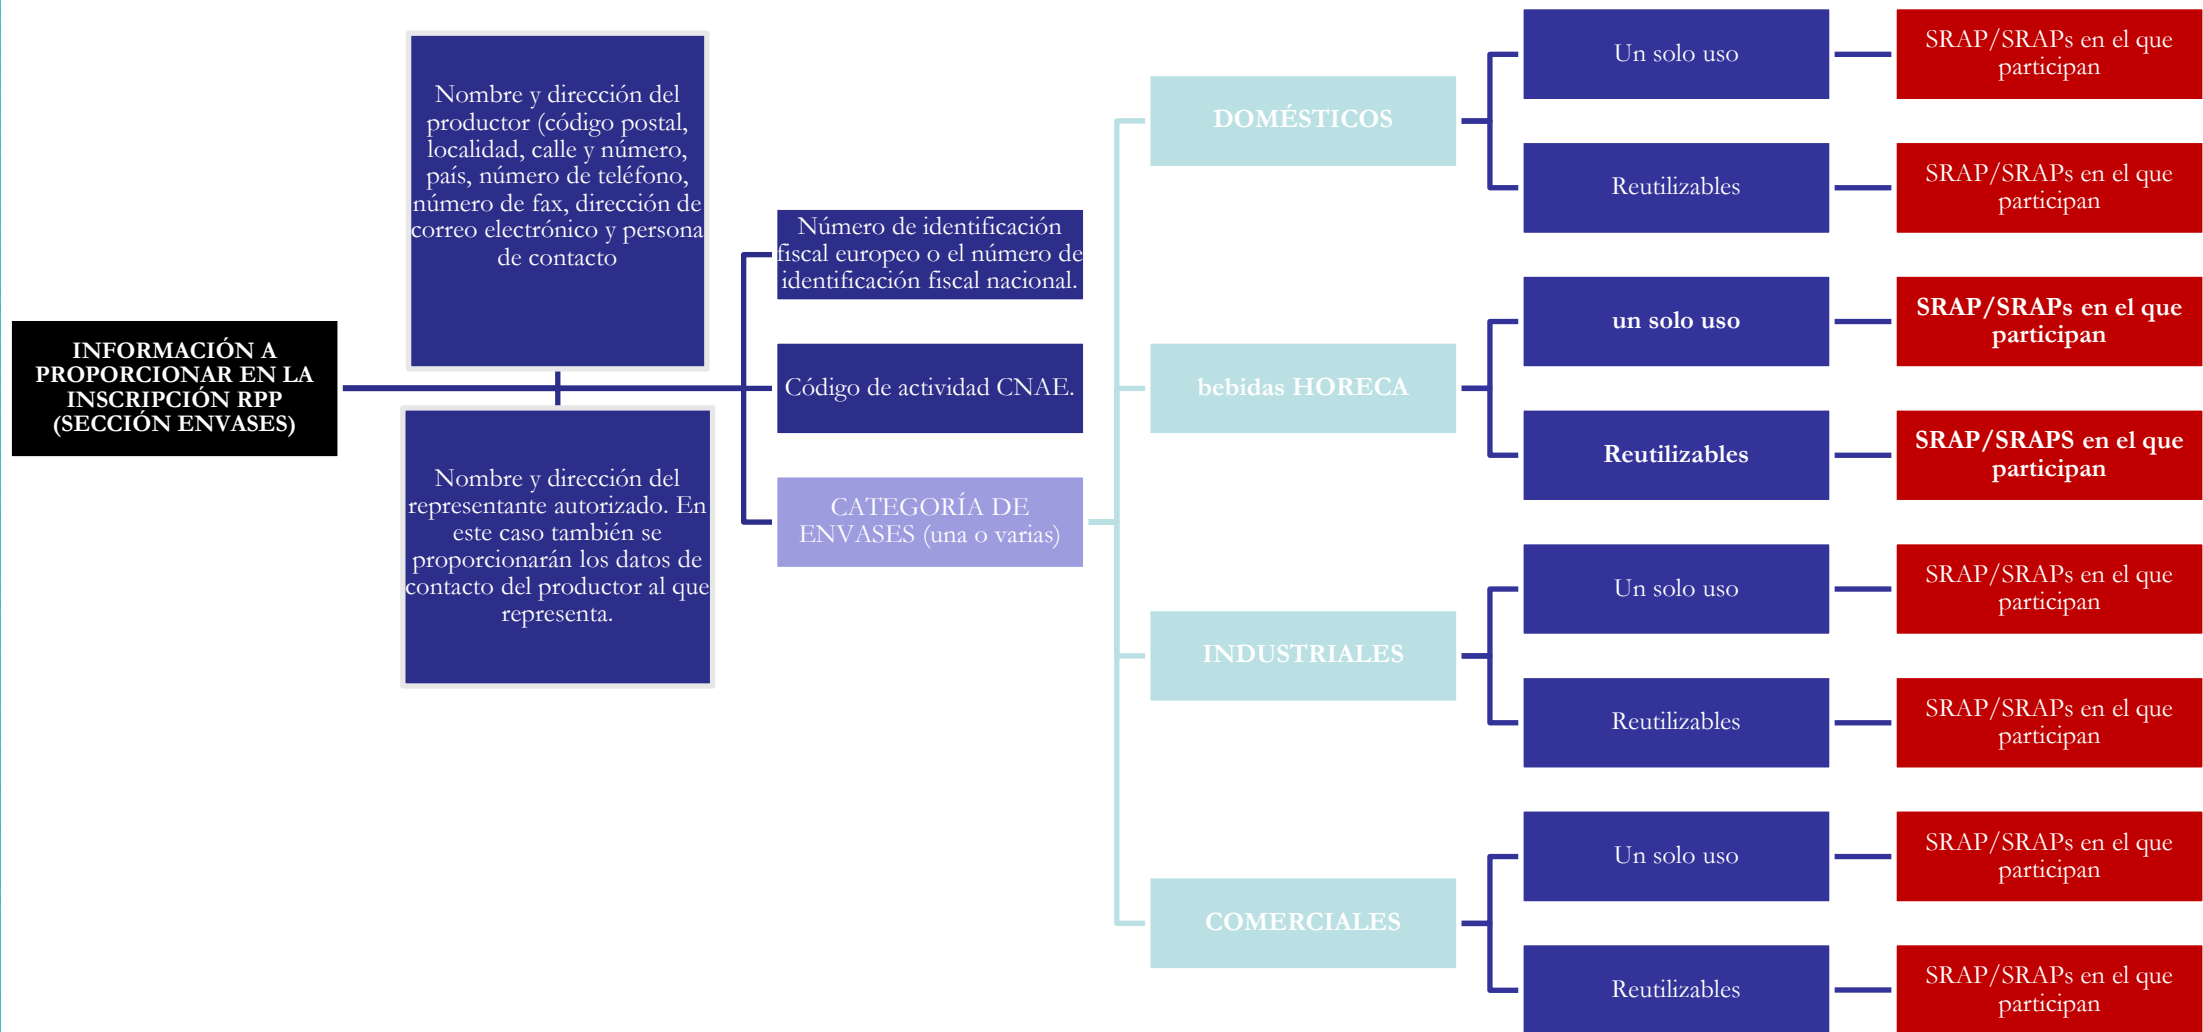 INFORMACIÓN A
PROPORCIONAR EN LA
INSCRIPCIÓN RPP
(SECCIÓN ENVASES)
Nombre y dirección del
productor (código postal,
localidad, calle y número,
país, número de teléfono,
número de fax, dirección de
correo electrónico y persona
de contacto
Nombre y dirección del
representante autorizado. En
este caso también se
proporcionarán los datos de
contacto del productor al que
representa.
Número de identificación
fiscal europeo o el número de
identificación fiscal nacional.
Código de actividad CNAE.
CATEGORÍA DE
ENVASES (una o varias)
DOMÉSTICOS
Un solo uso
SRAP/SRAPs en el que
participan
Reutilizables
SRAP/SRAPs en el que
participan
bebidas HORECA
un solo uso
SRAP/SRAPs en el que
participan
Reutilizables
SRAP/SRAPS en el que
participan
INDUSTRIALES
Un solo uso
SRAP/SRAPs en el que
participan
Reutilizables
SRAP/SRAPs en el que
participan
COMERCIALES
Un solo uso
SRAP/SRAPs en el que
participan
Reutilizables
SRAP/SRAPs en el que
participan